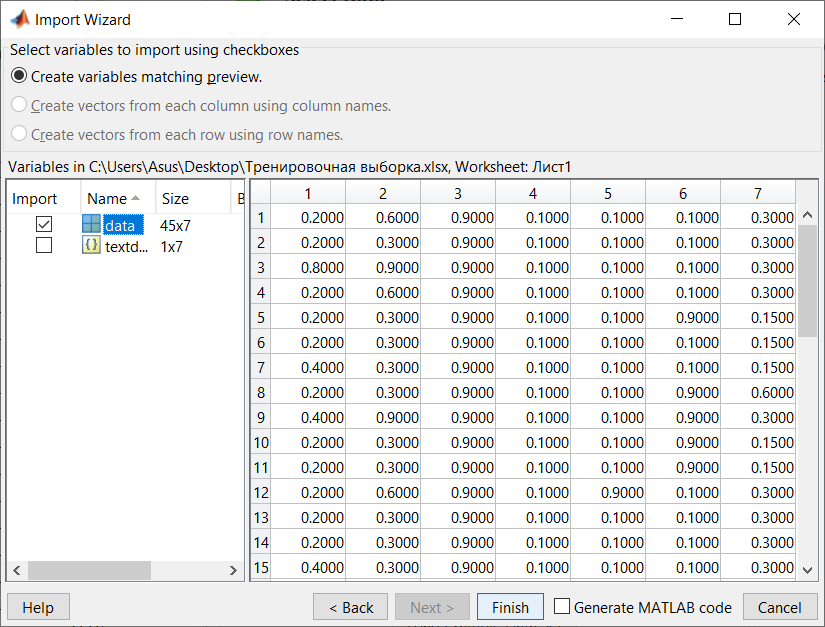 Import Wizard
Select variables to import using checkboxes
Create variables matching preview.
Create vectors from each column using column names.
Create vectors from each row using row names.
Variables in C:\Users\Asus\Desktop\Тренировочная выборка.xlsx, Worksheet: Лист1
Import Name Size B
data 45x7
textd... 1x7
1 2 3 4 5 6 7
1 0.2000 0.6000 0.9000 0.1000 0.1000 0.1000 0.3000
2 0.2000 0.3000 0.9000 0.1000 0.1000 0.1000 0.3000
3 0.8000 0.9000 0.9000 0.1000 0.1000 0.1000 0.3000
4 0.2000 0.6000 0.9000 0.1000 0.1000 0.1000 0.3000
5 0.2000 0.3000 0.9000 0.1000 0.1000 0.9000 0.1500
6 0.2000 0.3000 0.9000 0.1000 0.1000 0.1000 0.1500
7 0.4000 0.3000 0.9000 0.1000 0.1000 0.1000 0.1500
8 0.2000 0.3000 0.9000 0.1000 0.1000 0.9000 0.6000
9 0.4000 0.9000 0.9000 0.1000 0.1000 0.9000 0.3000
10 0.2000 0.3000 0.9000 0.1000 0.1000 0.9000 0.1500
11 0.2000 0.3000 0.9000 0.1000 0.1000 0.9000 0.1500
12 0.2000 0.6000 0.9000 0.1000 0.9000 0.1000 0.3000
13 0.2000 0.3000 0.9000 0.1000 0.1000 0.1000 0.3000
14 0.2000 0.3000 0.9000 0.1000 0.1000 0.1000 0.3000
15 0.4000 0.3000 0.9000 0.1000 0.1000 0.1000 0.3000
Help < Back Next > Finish Generate MATLAB code Cancel